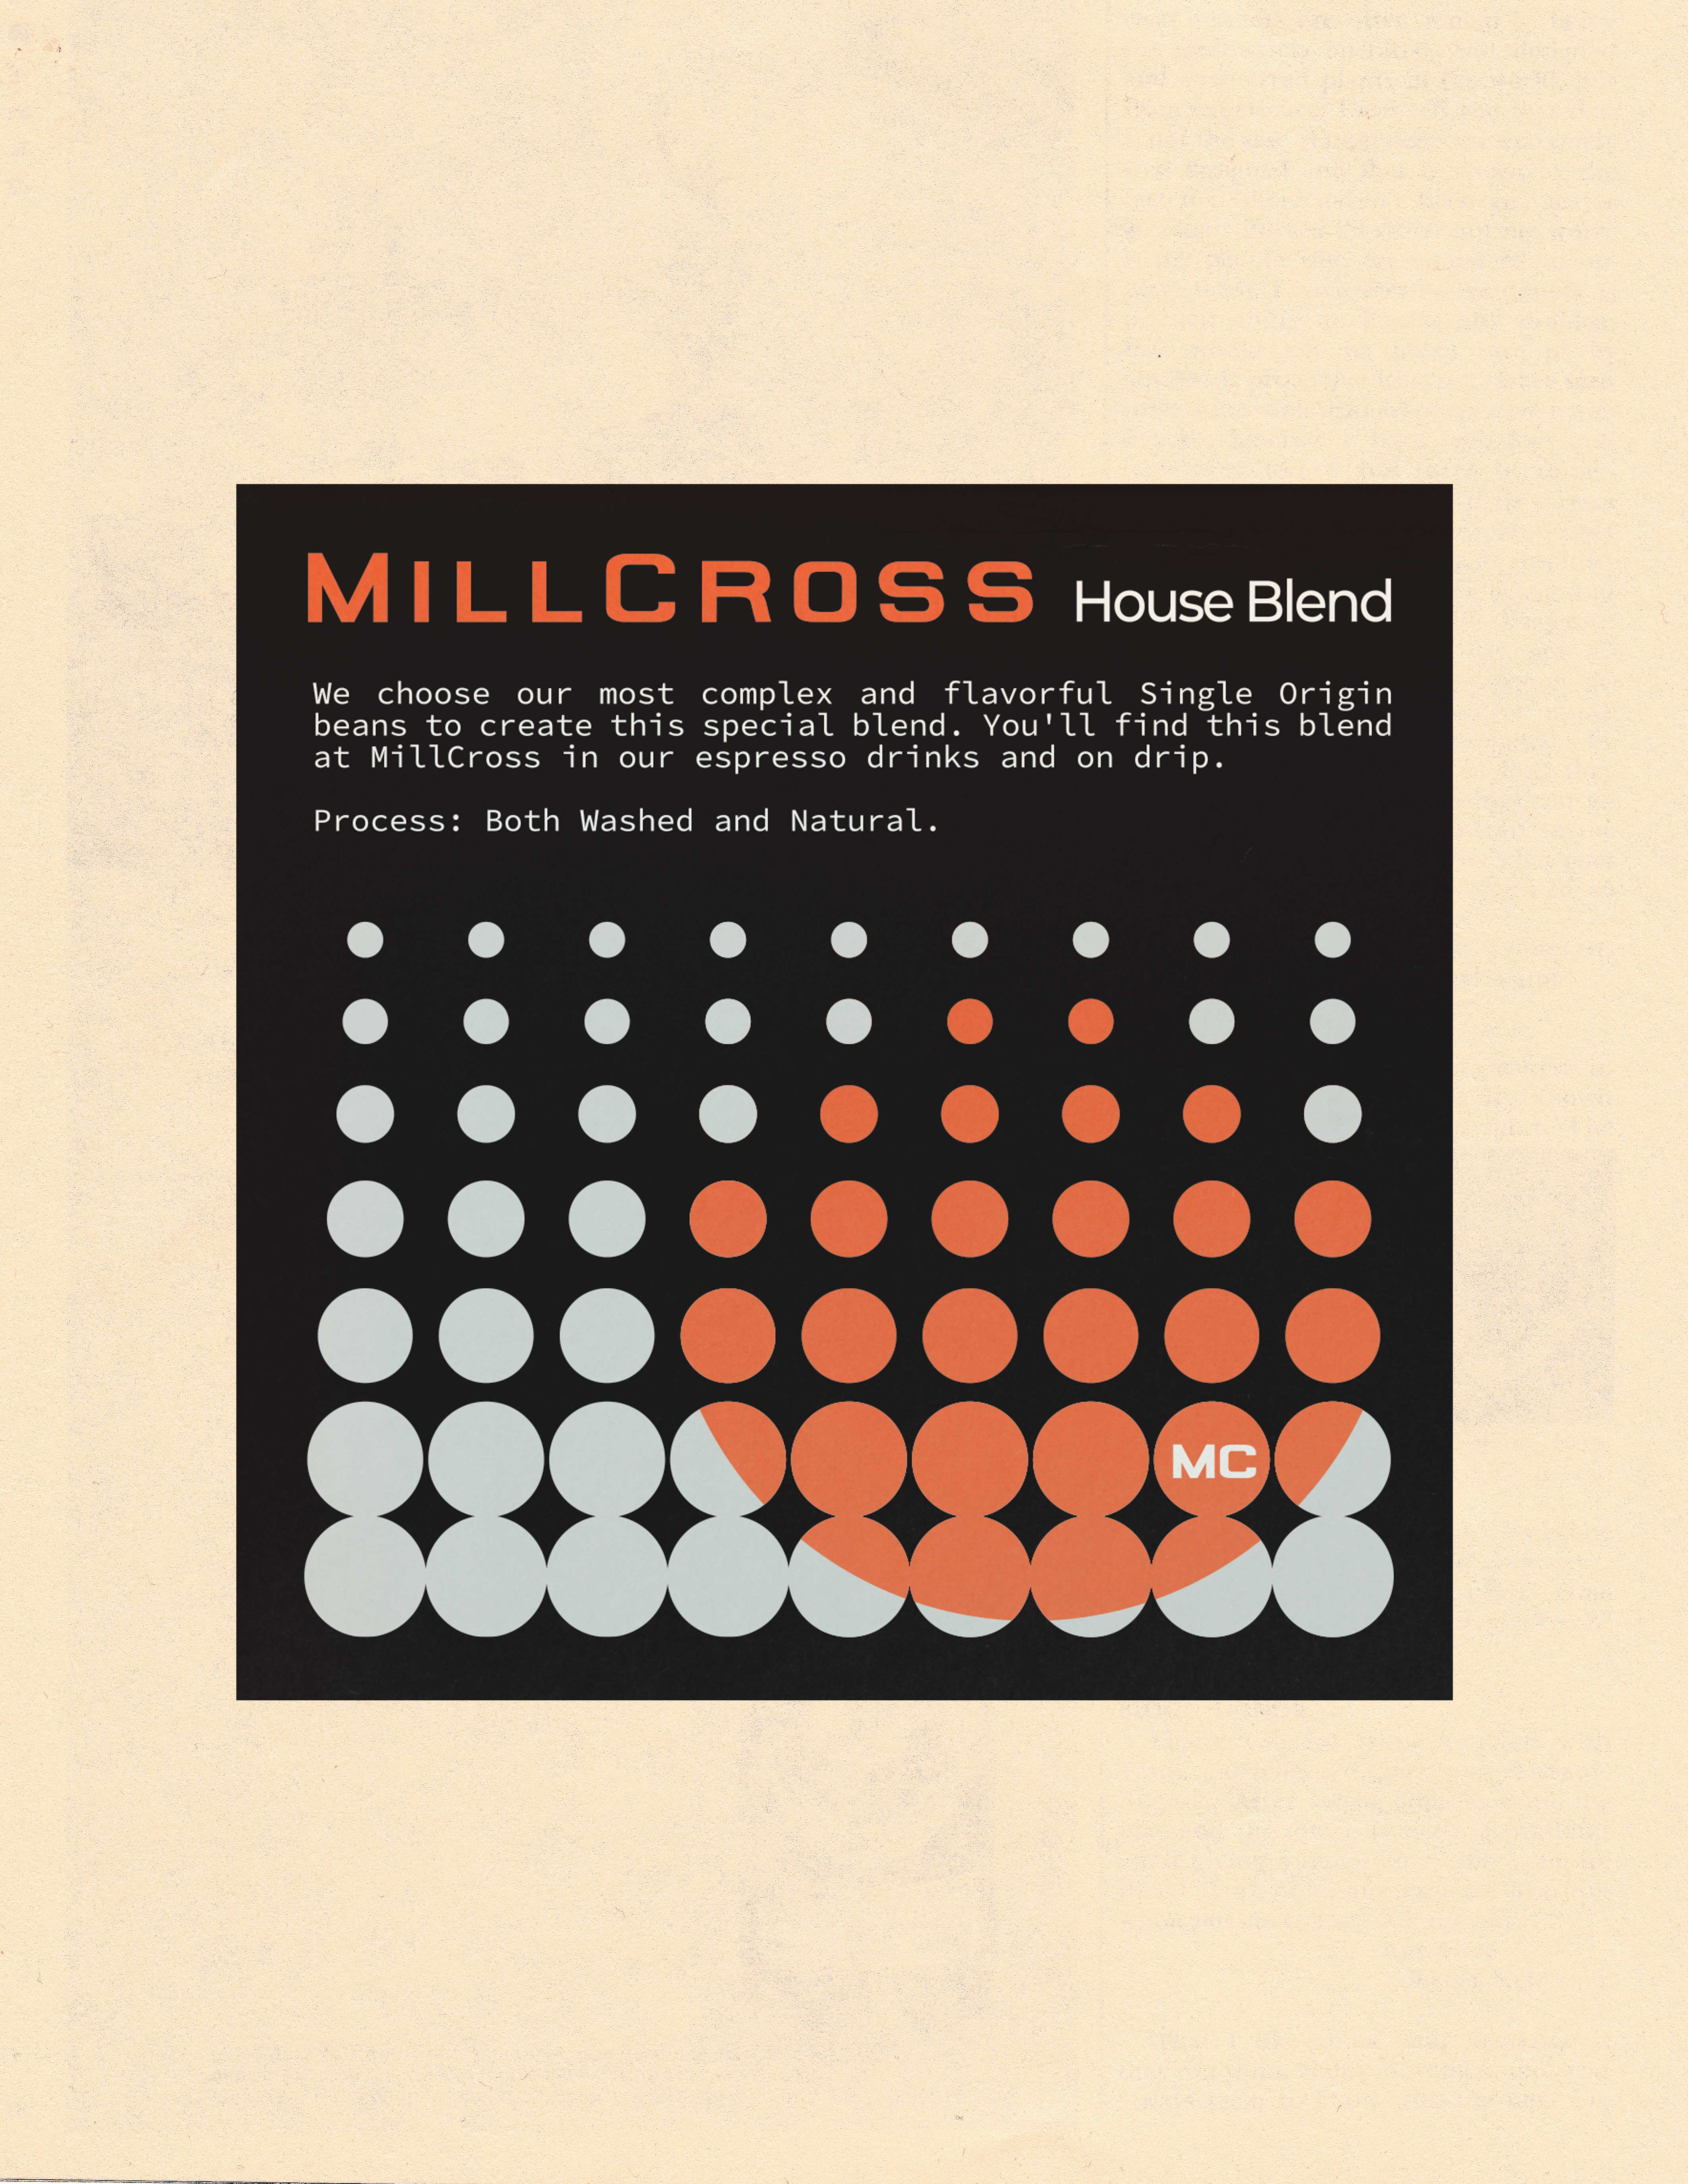 MILLCROSS House Blend
We choose our most complex and flavorful Single Origin
beans to create this special blend. You'll find this blend
at MillCross in our espresso drinks and on drip.
Process: Both Washed and Natural.
MC